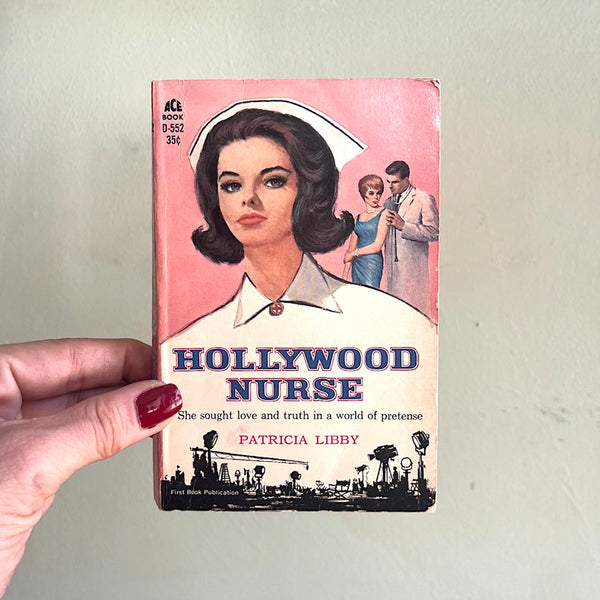 ACE
BOOK
D-552
35¢
HOLLYWOOD
NURSE
She sought love and truth in a world of pretense
PATRICIA LIBBY
First Book Publication